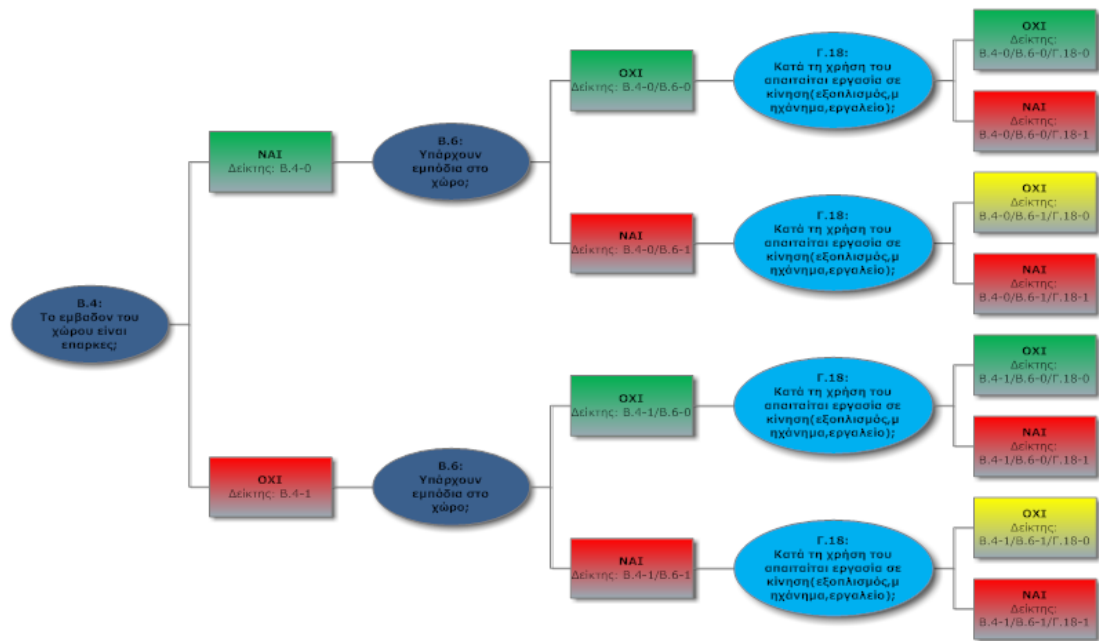 ΟΧΙ
Δείκτης:
Β.4-0/Β.6-0/Γ.18-0
Γ.18:
Κατά τη χρήση του
απαιταίται εργασία σε
κίνηση(εξοπλισμός,μ
ηχάνημα,εργαλείο);
ΟΧΙ
Δείκτης: Β.4-0/Β.6-0
ΝΑΙ
Δείκτης:
Β.4-0/Β.6-0/Γ.18-1
ΝΑΙ
Δείκτης: Β.4-0
Β.6:
Υπάρχουν
εμπόδια στο
χώρο;
ΟΧΙ
Δείκτης:
Β.4-0/Β.6-1/Γ.18-0
ΝΑΙ
Δείκτης: Β.4-0/Β.6-1
Γ.18:
Κατά τη χρήση του
απαιταίται εργασία σε
κίνηση(εξοπλισμός,μ
ηχάνημα,εργαλείο);
ΝΑΙ
Δείκτης:
Β.4-0/Β.6-1/Γ.18-1
Β.4:
Το εμβαδον του
χώρου είναι
επαρκες;
ΟΧΙ
Δείκτης:
Β.4-1/Β.6-0/Γ.18-0
ΟΧΙ
Δείκτης: Β.4-1/Β.6-0
Γ.18:
Κατά τη χρήση του
απαιταίται εργασία σε
κίνηση(εξοπλισμός,μ
ηχάνημα,εργαλείο);
ΝΑΙ
Δείκτης:
Β.4-1/Β.6-0/Γ.18-1
ΟΧΙ
Δείκτης: Β.4-1
Β.6:
Υπάρχουν
εμπόδια στο
χώρο;
ΟΧΙ
Δείκτης:
Β.4-1/Β.6-1/Γ.18-0
ΝΑΙ
Δείκτης: Β.4-1/Β.6-1
Γ.18:
Κατά τη χρήση του
απαιταίται εργασία σε
κίνηση(εξοπλισμός,μ
ηχάνημα,εργαλείο);
ΝΑΙ
Δείκτης:
Β.4-1/Β.6-1/Γ.18-1